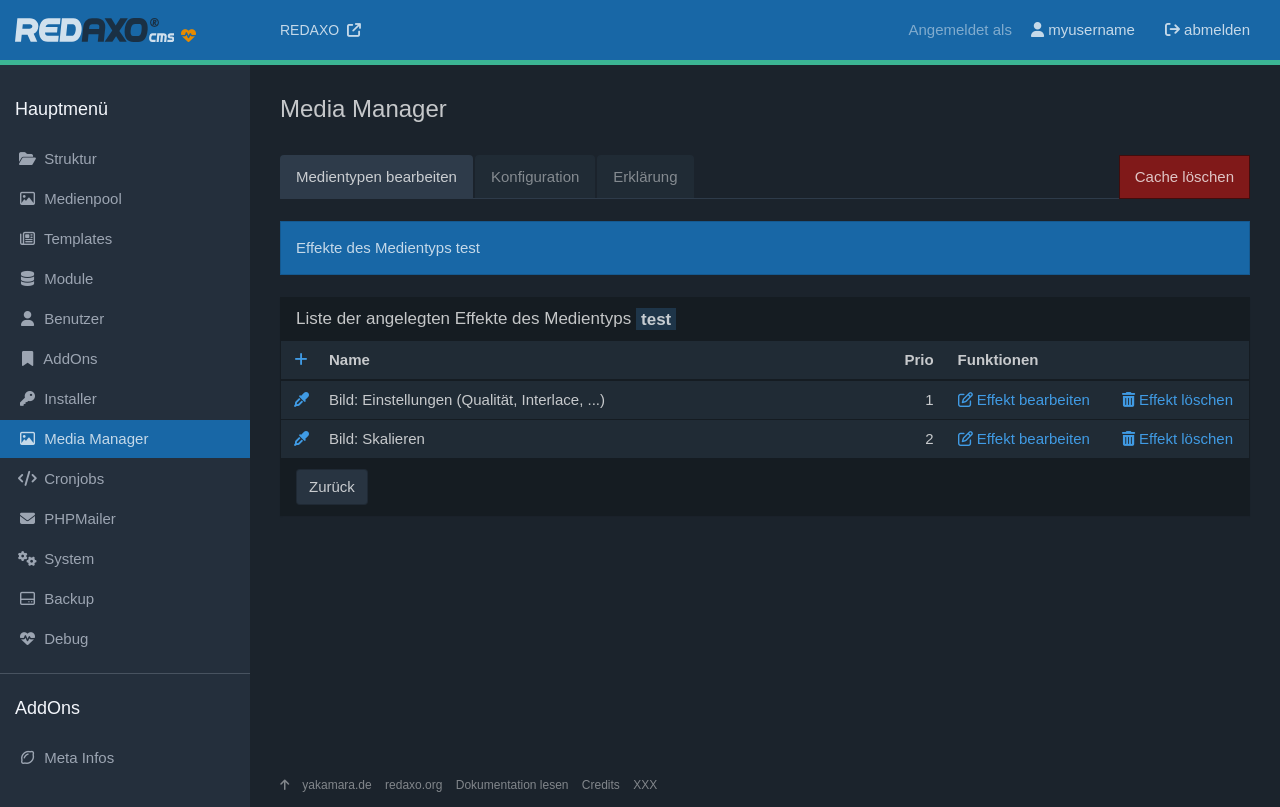 REDAXO® cms
REDAXO
Angemeldet als myusername abmelden
Hauptmenü
Struktur
Medienpool
Templates
Module
Benutzer
AddOns
Installer
Media Manager
Cronjobs
PHPMailer
System
Backup
Debug
AddOns
Meta Infos
Media Manager
Medientypen bearbeiten Konfiguration Erklärung Cache löschen
Effekte des Medientyps test
Liste der angelegten Effekte des Medientyps test
Name Prio Funktionen
Bild: Einstellungen (Qualität, Interlace, ...) 1 Effekt bearbeiten Effekt löschen
Bild: Skalieren 2 Effekt bearbeiten Effekt löschen
Zurück
yakamara.de redaxo.org Dokumentation lesen Credits XXX